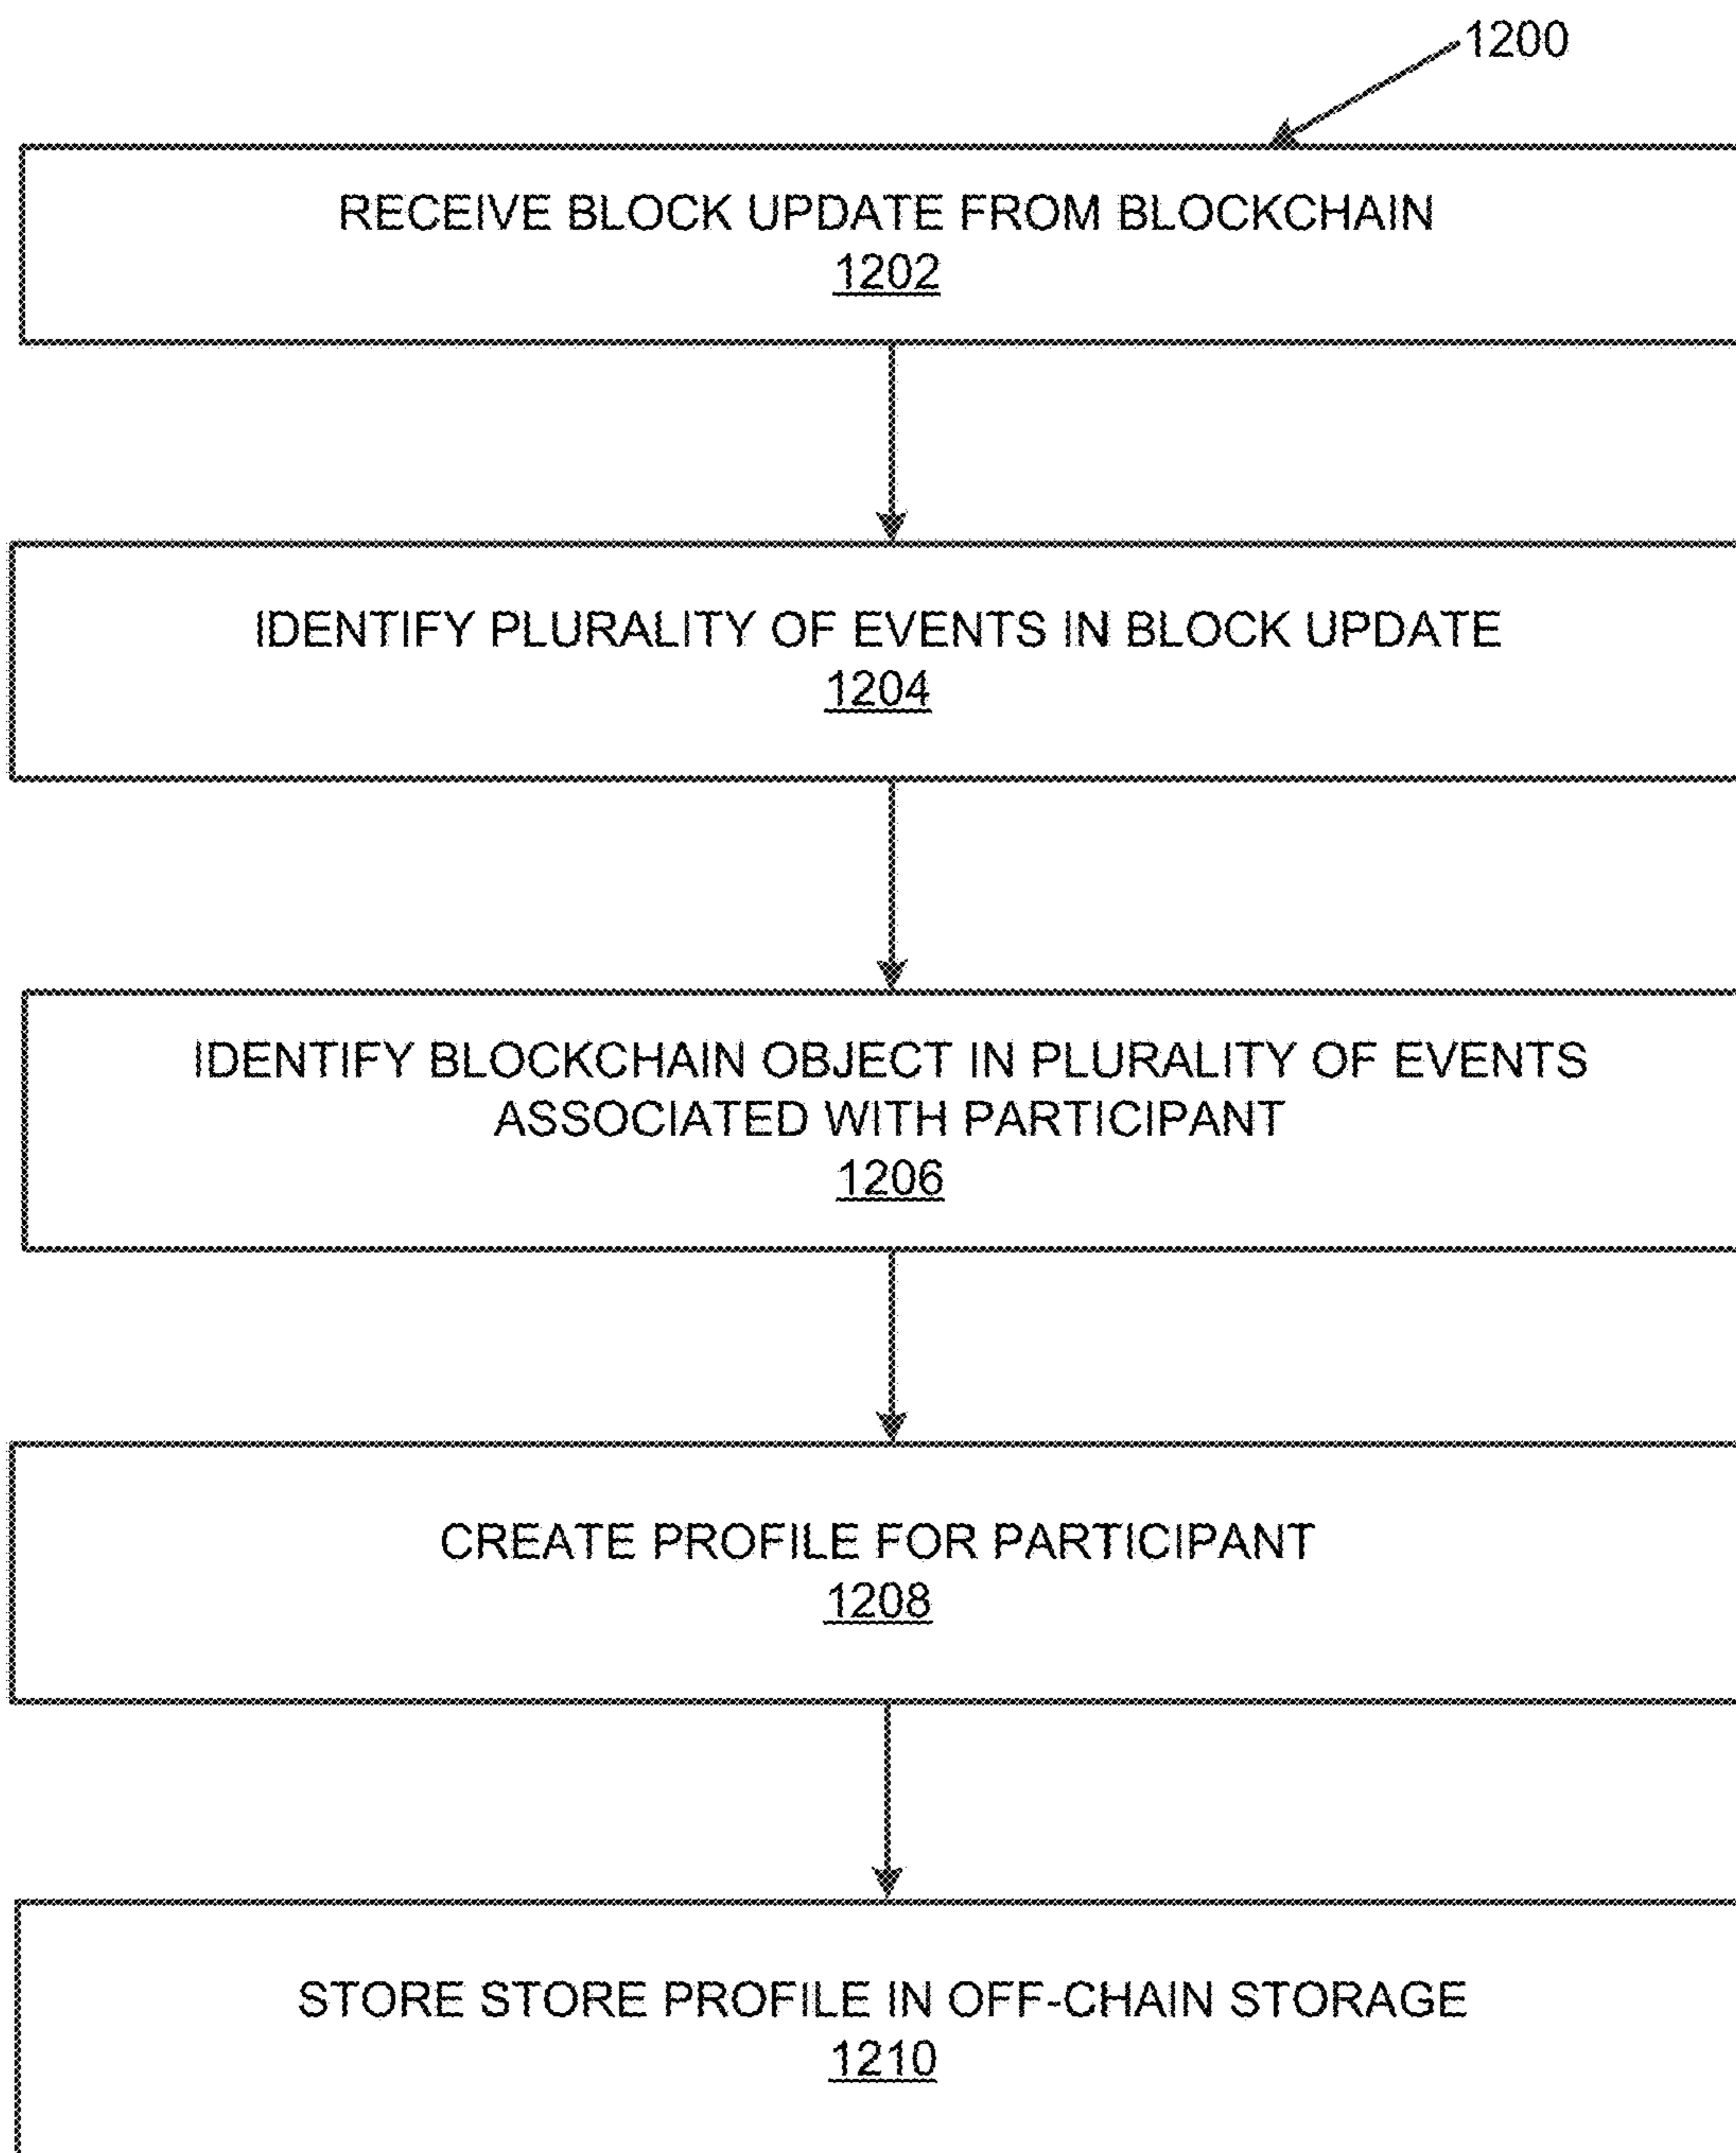 1200
RECEIVE BLOCK UPDATE FROM BLOCKCHAIN
1202
IDENTIFY PLURALITY OF EVENTS IN BLOCK UPDATE
1204
IDENTIFY BLOCKCHAIN OBJECT IN PLURALITY OF EVENTS
ASSOCIATED WITH PARTICIPANT
1206
CREATE PROFILE FOR PARTICIPANT
1208
STORE STORE PROFILE IN OFF-CHAIN STORAGE
1210